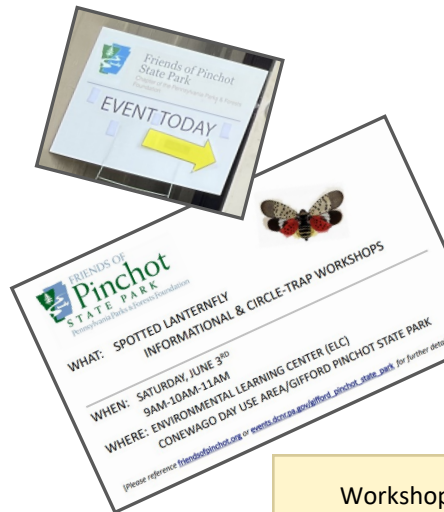 Friends of Pinchot
State Park
Chapter of the Pennsylvania Parks & Forests
Foundation
EVENT TODAY
FRIENDS OF
Pinchot
STATE PARK
Pennsylvania Parks & Forests Foundation
WHAT: SPOTTED LANTERNFLY
INFORMATIONAL & CIRCLE-TRAP WORKSHOPS
WHEN: SATURDAY, JUNE 3RD
9AM-10AM-11AM
WHERE: ENVIRONMENTAL LEARNING CENTER (ELC)
CONEWAGO DAY USE AREA/GIFFORD PINCHOT STATE PARK
(Please reference friendsofpinchot.org or events.dcnr.pa.gov/gifford_pinchot_state_park for further
Workshop